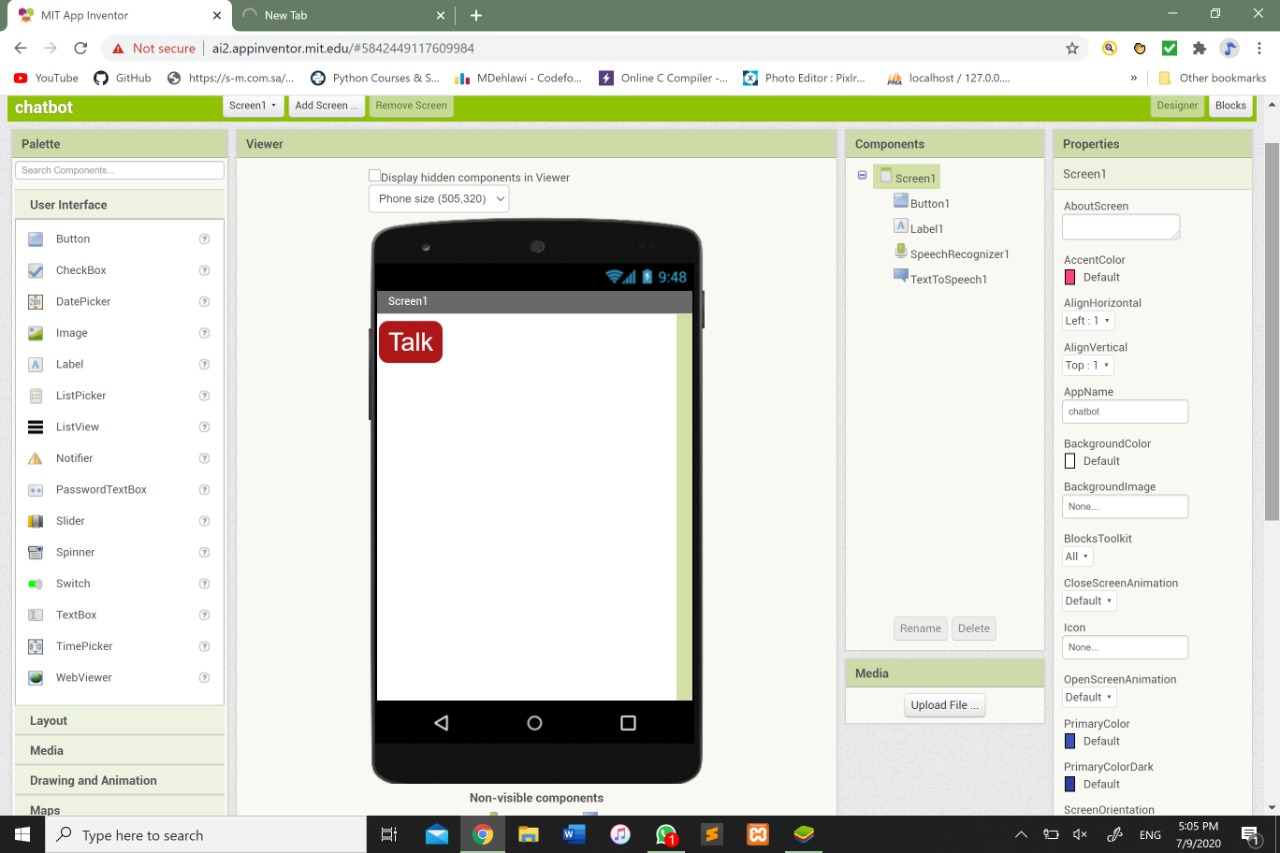 MIT App Inventor
New Tab
Not secure
ai2.appinventor.mit.edu/#5842449117609984
YouTube
GitHub
https://s-m.com.sa/...
Python Courses & S...
MDehlawi - Codefo...
Online C Compiler -...
Photo Editor : Pixlr...
localhost / 127.0.0....
»
Other bookmarks
chatbot
Screen1
Add Screen ...
Remove Screen
Designer
Blocks
Palette
Search Components...
User Interface
Button
CheckBox
DatePicker
Image
Label
ListPicker
ListView
Notifier
PasswordTextBox
Slider
Spinner
Switch
TextBox
TimePicker
WebViewer
Layout
Media
Drawing and Animation
Maps
Viewer
Display hidden components in Viewer
Phone size (505,320)
9:48
Screen1
Talk
Non-visible components
Components
Screen1
Button1
Label1
SpeechRecognizer1
TextToSpeech1
Rename
Delete
Media
Upload File ...
Properties
Screen1
AboutScreen
AccentColor
Default
AlignHorizontal
Left : 1
AlignVertical
Top : 1
AppName
chatbot
BackgroundColor
Default
BackgroundImage
None...
BlocksToolkit
All
CloseScreenAnimation
Default
Icon
None...
OpenScreenAnimation
Default
PrimaryColor
Default
PrimaryColorDark
Default
ScreenOrientation
Type here to search
1
ENG
5:05 PM
7/9/2020
1